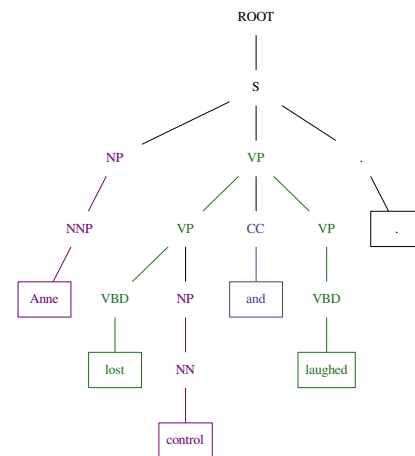 ROOT
S
NP VP .
NNP VP CC VP .
Anne VBD NP and VBD
lost NN laughed
control